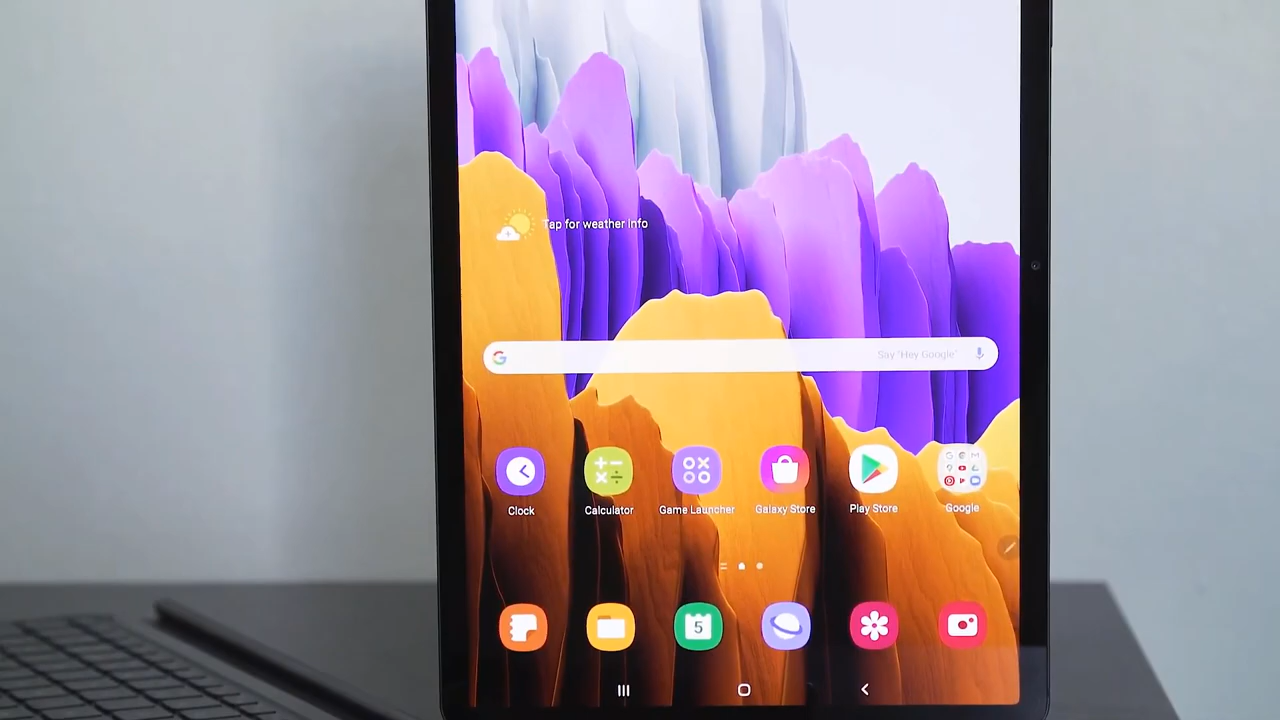 Tap for weather info
Say "Hey Google"
Clock
Calculator
Game Launcher
Galaxy Store
Play Store
Google
5